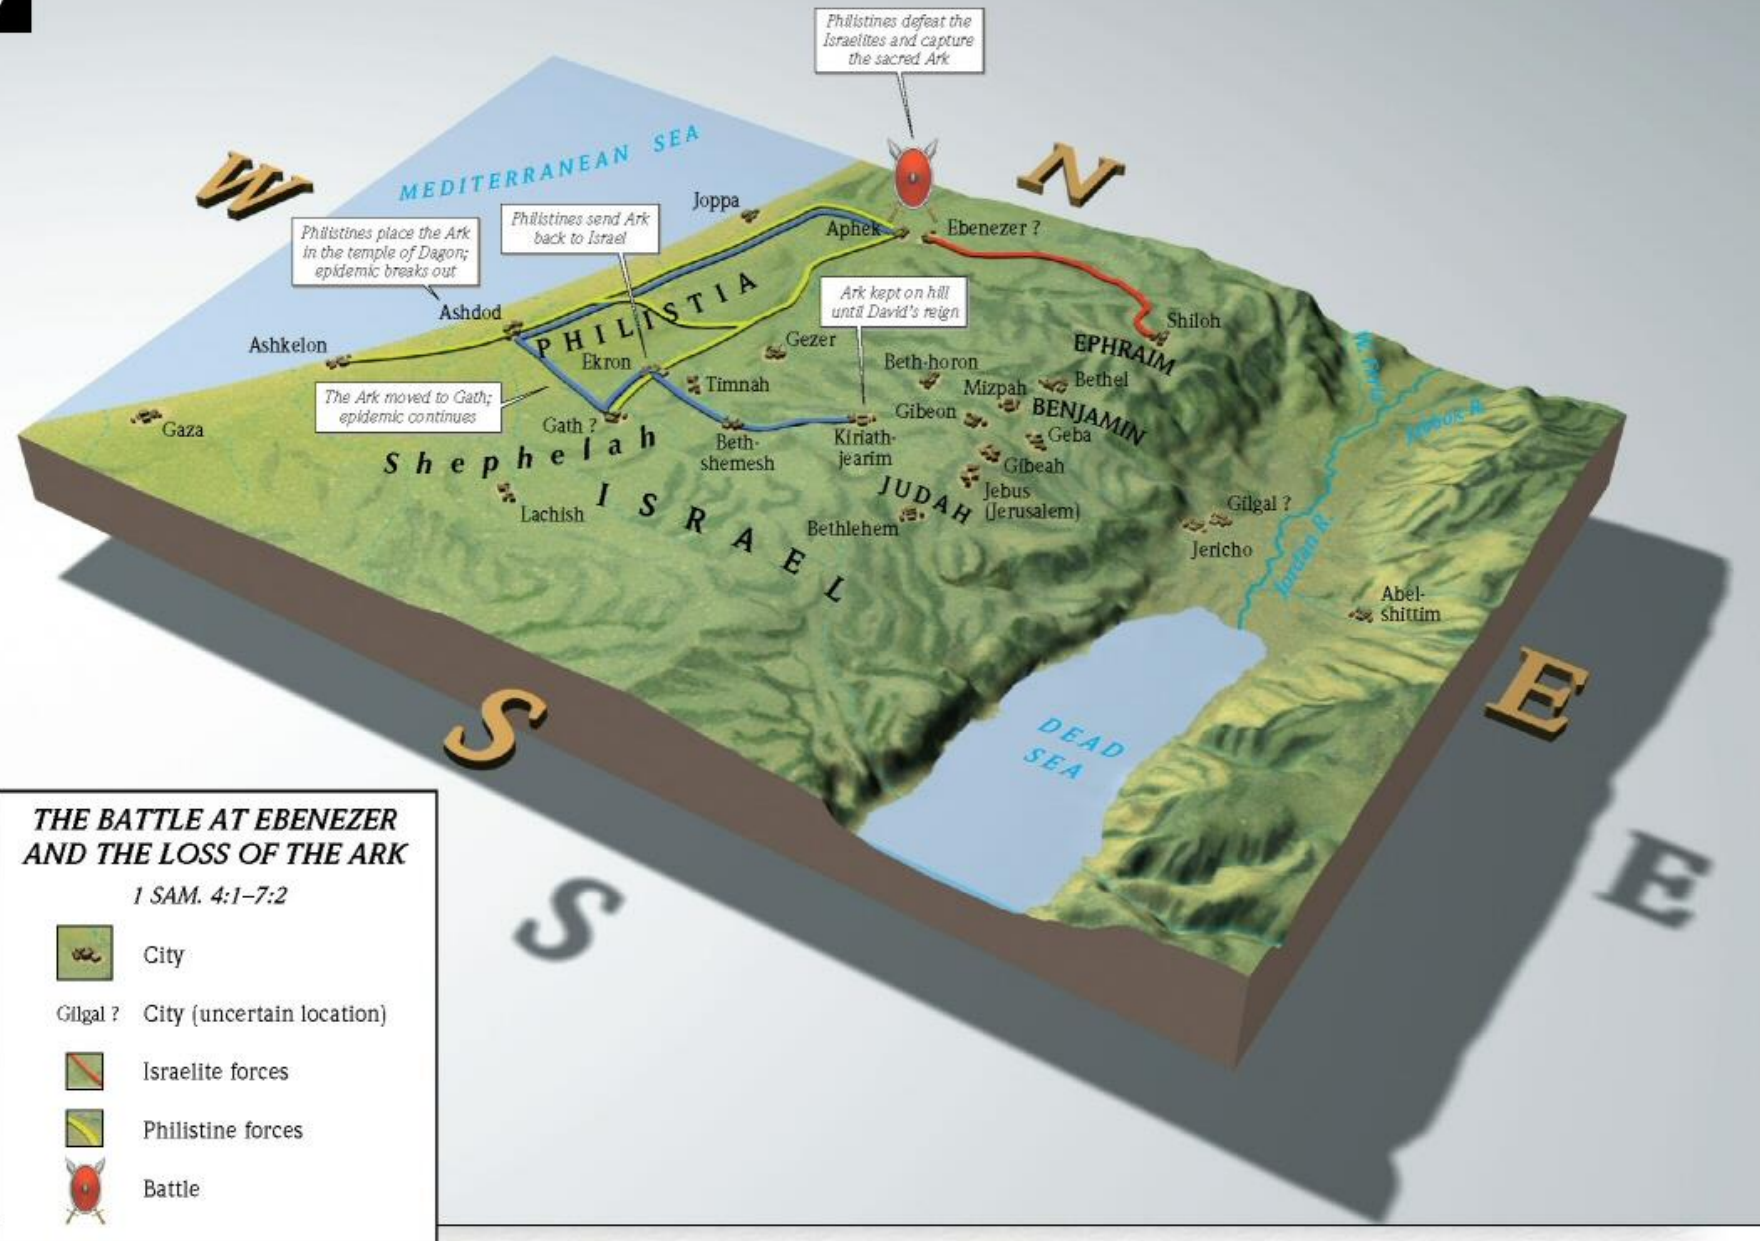 Philistines defeat the
Israelites and capture
the sacred Ark
W
N
MEDITERRANEAN SEA
Joppa
Philistines place the Ark
in the temple of Dagon;
epidemic breaks out
Philistines send Ark
back to Israel
Aphek
Ebenezer ?
Ark kept on hill
until David's reign
Ashdod
PHILISTIA
Shiloh
Ashkelon
Ekron
Gezer
EPHRAIM
Timnah
Beth-horon
Mizpah
Bethel
The Ark moved to Gath;
epidemic continues
Gath ?
Gibeon
BENJAMIN
Jabbok R.
Gaza
Shephelah
Beth-
shemesh
Kiriath-
jearim
Geba
Gibeah
JUDAH
Jebus
(Jerusalem)
Lachish
ISRAEL
Bethlehem
Gilgal ?
Jericho
Jordan R.
Abel-
shittim
S
E
DEAD
SEA
S
E
THE BATTLE AT EBENEZER
AND THE LOSS OF THE ARK
1 SAM. 4:1–7:2
City
Gilgal ? City (uncertain location)
Israelite forces
Philistine forces
Battle